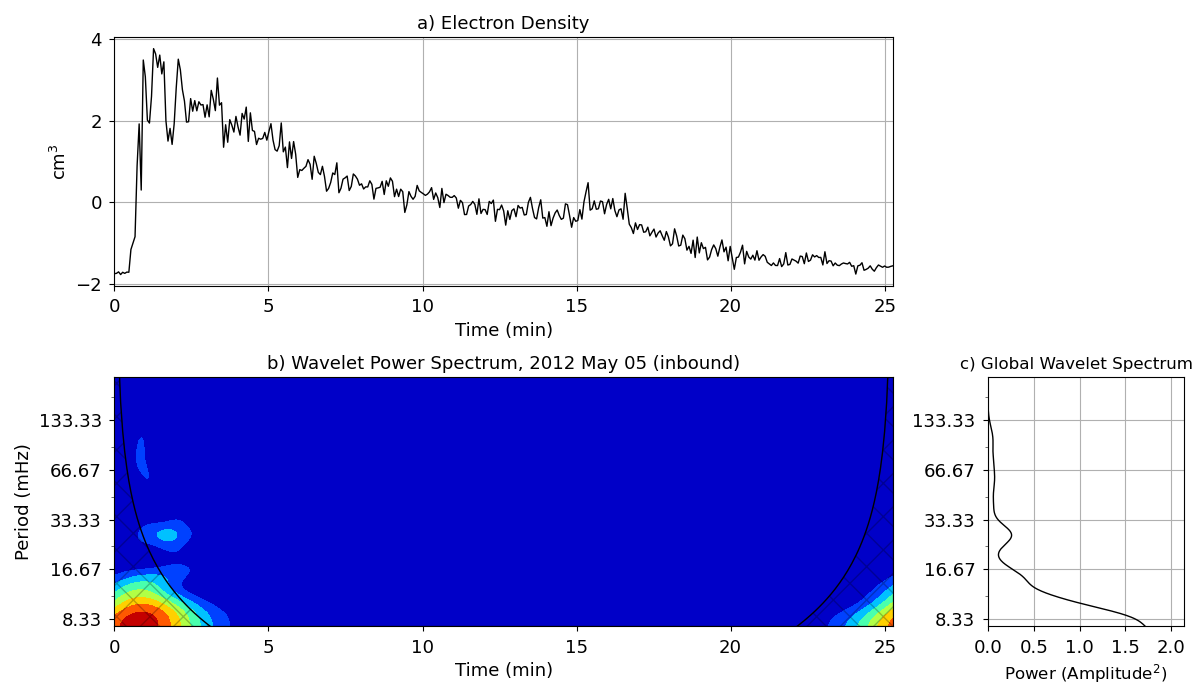 a) Electron Density
4
2
0
−2
cm³
0 5 10 15 20 25
Time (min)
b) Wavelet Power Spectrum, 2012 May 05 (inbound)
133.33
66.67
33.33
16.67
8.33
Period (mHz)
0 5 10 15 20 25
Time (min)
c) Global Wavelet Spectrum
133.33
66.67
33.33
16.67
8.33
0.0 0.5 1.0 1.5 2.0
Power (Amplitude²)